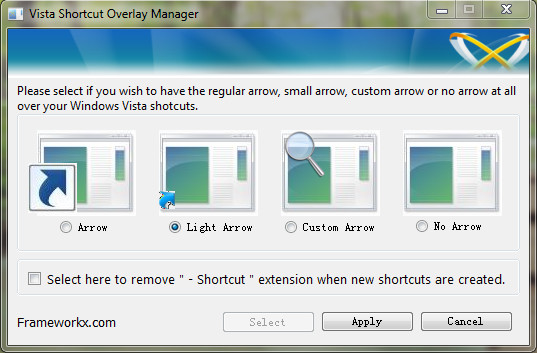 Vista Shortcut Overlay Manager
Please select if you wish to have the regular arrow, small arrow, custom arrow or no arrow at all
over your Windows Vista shotcuts.
Arrow
Light Arrow
Custom Arrow
No Arrow
Select here to remove " - Shortcut " extension when new shortcuts are created.
Frameworkx.com
Select
Apply
Cancel